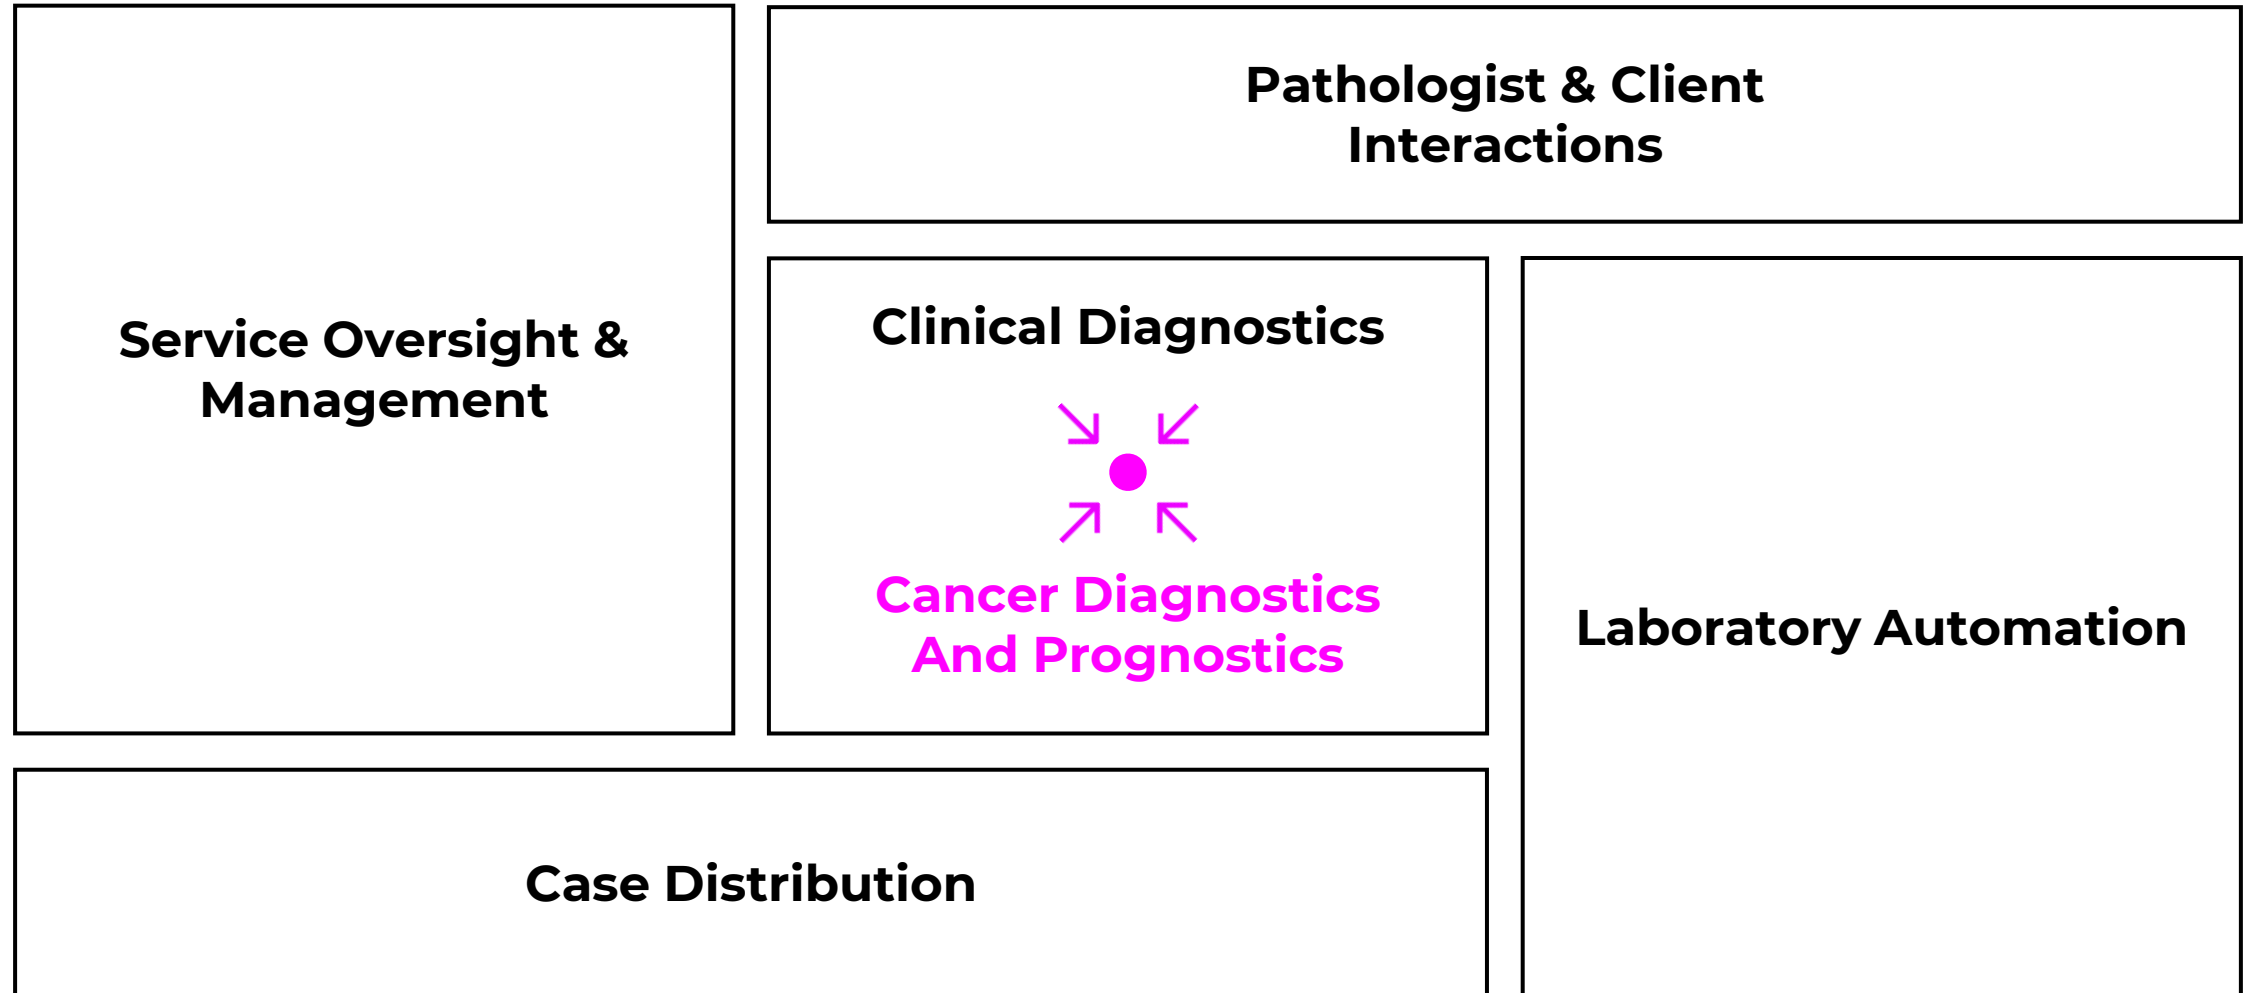 Pathologist & Client
Interactions
Service Oversight &
Management
Clinical Diagnostics
Cancer Diagnostics
And Prognostics
Laboratory Automation
Case Distribution